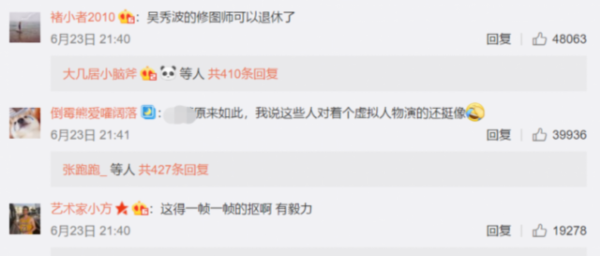 褚小者2010：吴秀波的修图师可以退休了
6月23日 21:40 回复 48063
大几居小脑斧 等人 共410条回复
倒霉熊爱嚯阔落：原来如此，我说这些人对着个虚拟人物演的还挺像
6月23日 21:41 回复 39936
张跑跑_ 等人 共427条回复
艺术家小方：这得一帧一帧的抠啊 有毅力
6月23日 21:40 回复 19278